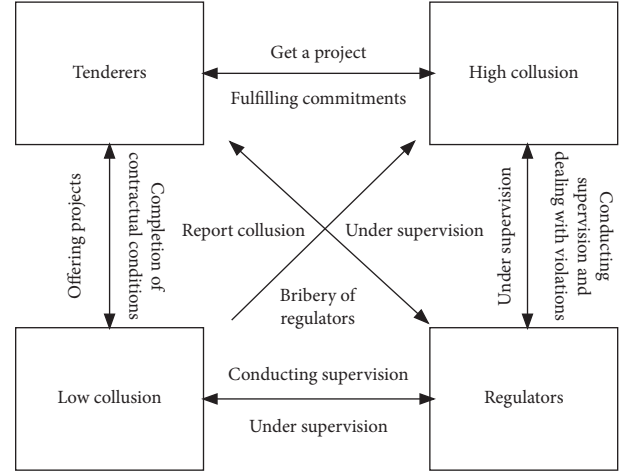 Tenderers
Get a project
Fulfilling commitments
High collusion
Offering projects
Completion of
contractual conditions
Report collusion
Under supervision
Bribery of
regulators
Under supervision
Conducting
supervision and
dealing with violations
Low collusion
Conducting supervision
Under supervision
Regulators